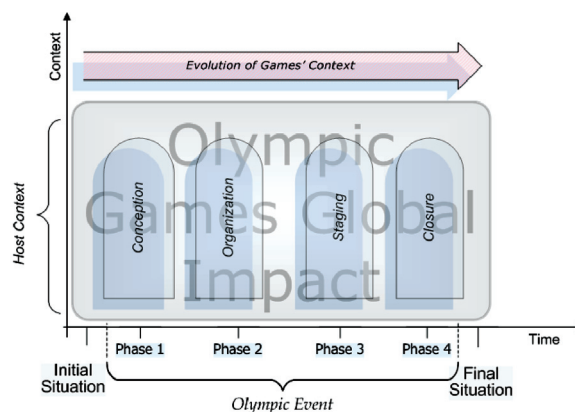 Context
Evolution of Games' Context
Host Context
Olympic
Games Global
Impact
Conception
Organization
Staging
Closure
Time
Phase 1
Phase 2
Phase 3
Phase 4
Initial
Situation
Final
Situation
Olympic Event